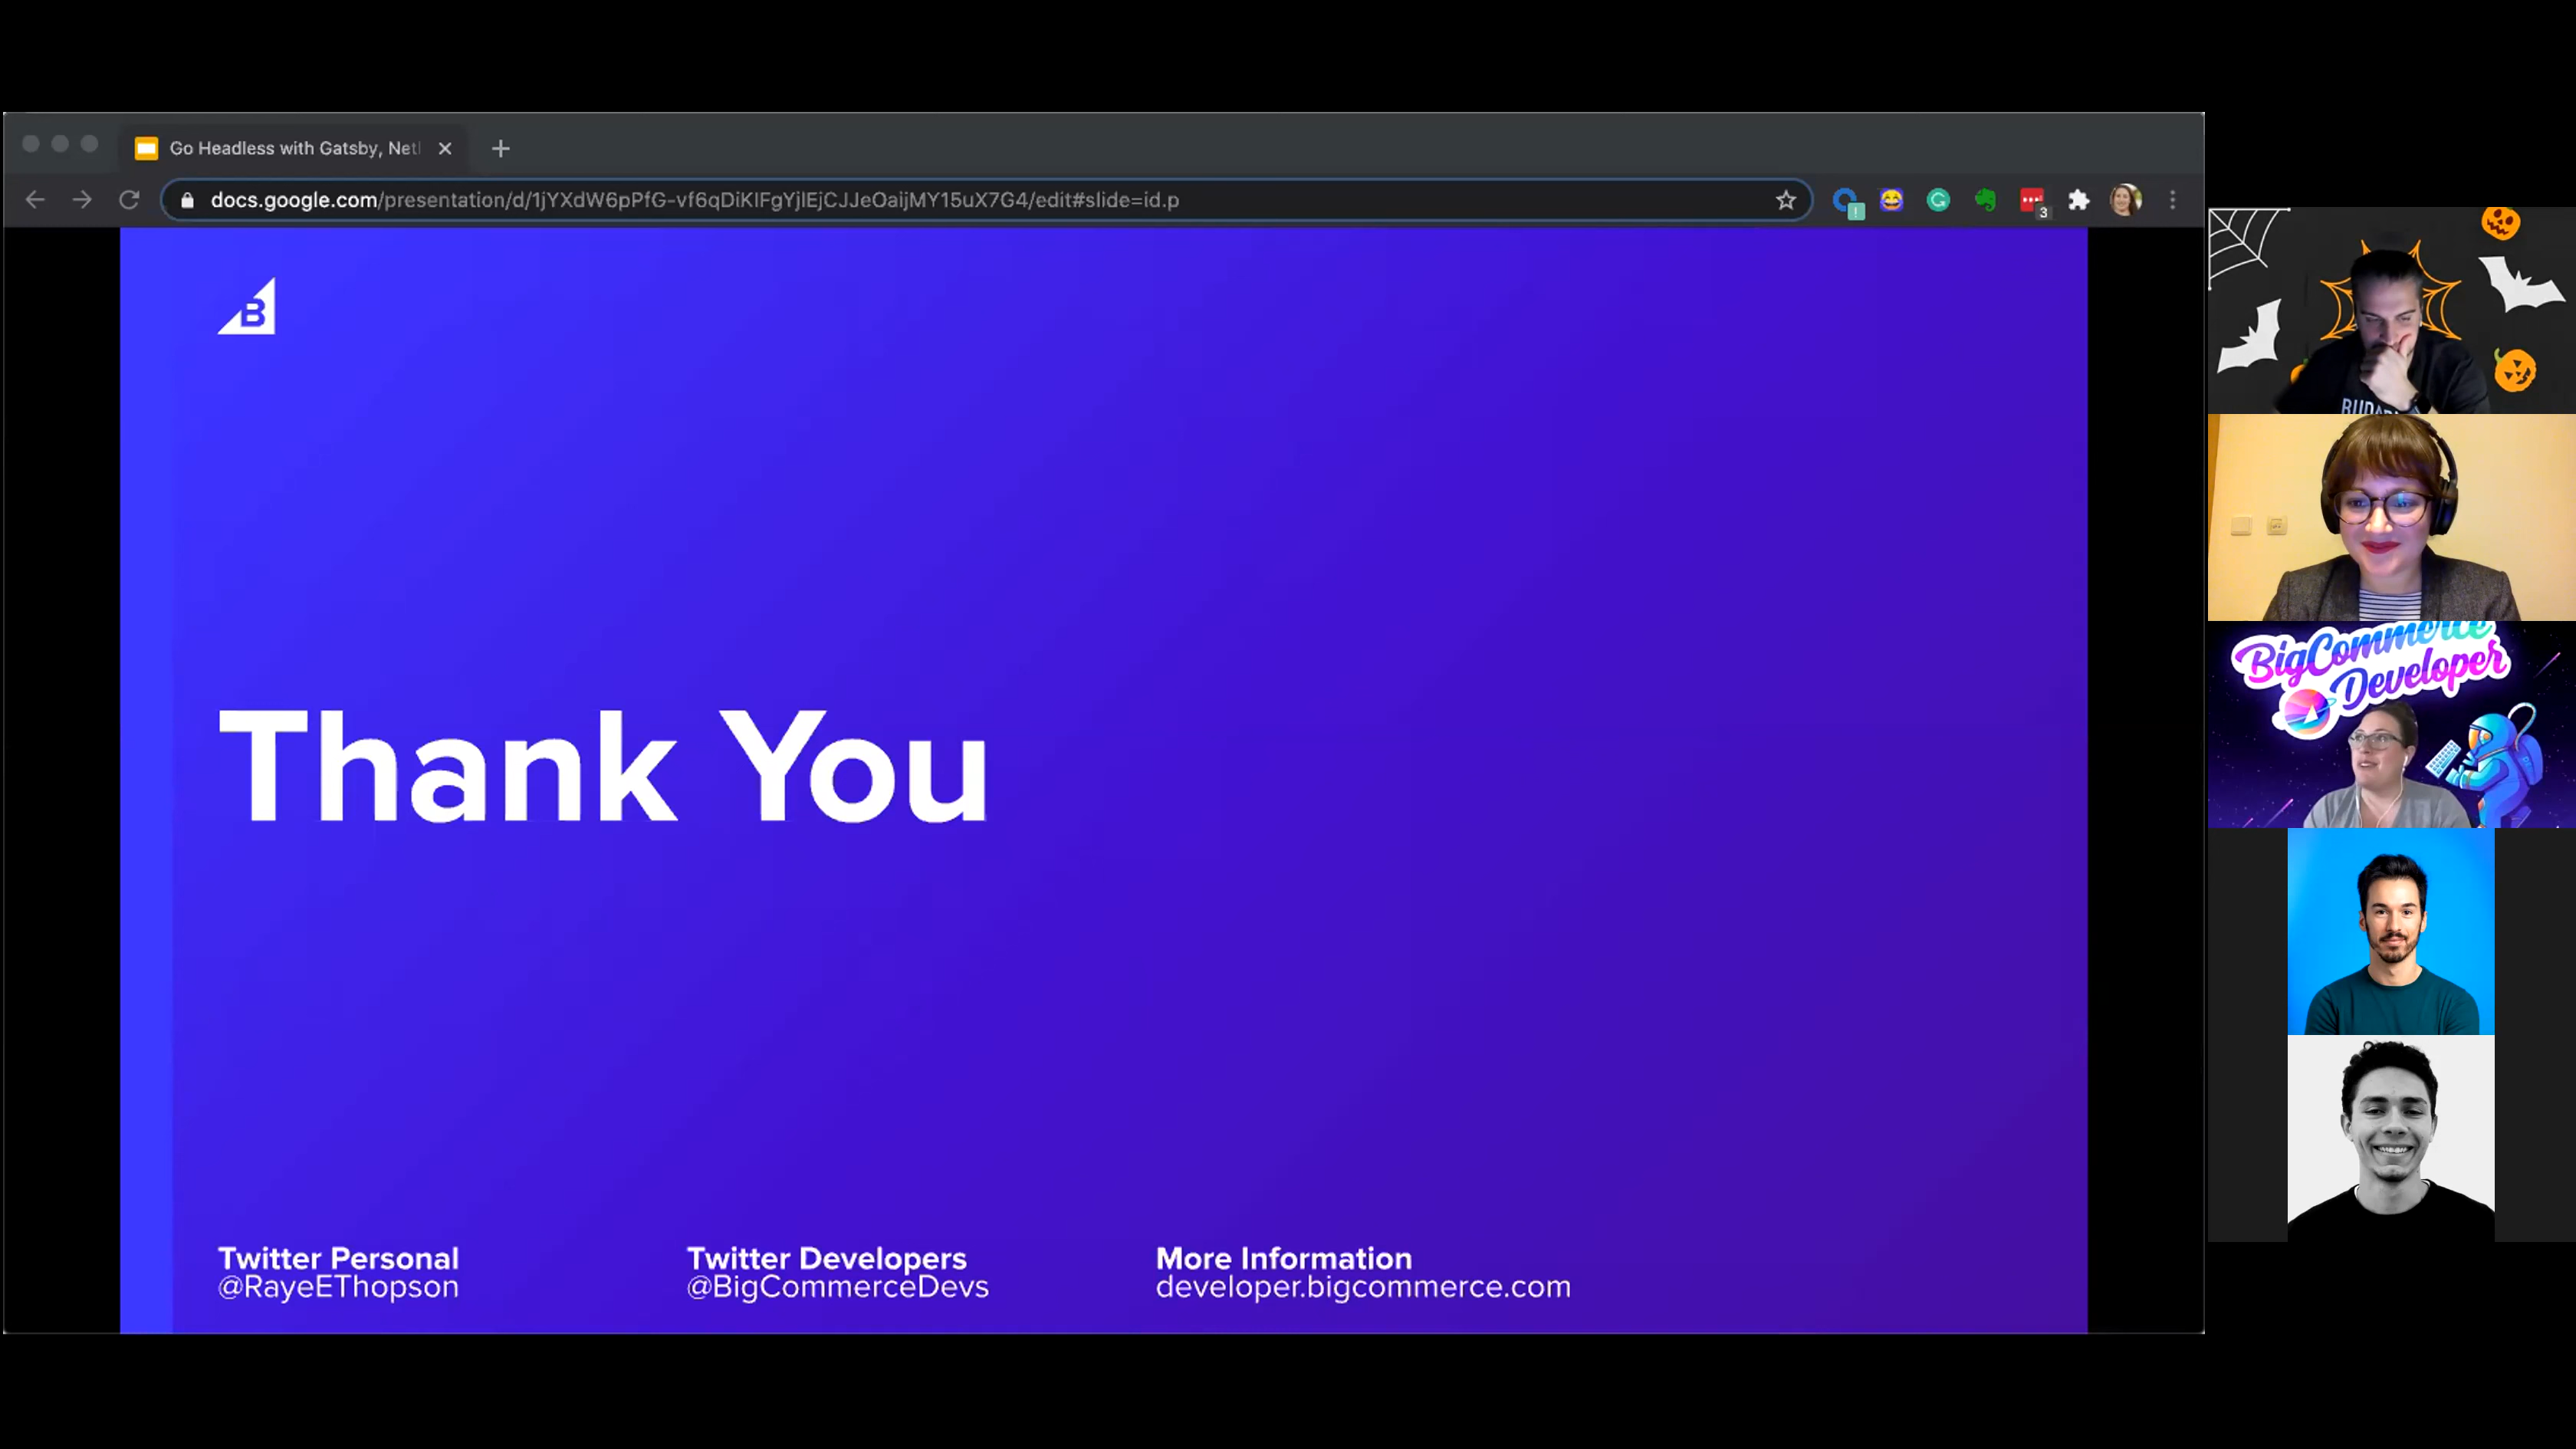 Go Headless with Gatsby, Netl
docs.google.com/presentation/d/1jYXdW6pPfG-vf6qDiKIFgYjlEjCJJeOaijMY15uX7G4/edit#slide=id.p
3
B
Thank You
Twitter Personal
@RayeEThopson
Twitter Developers
@BigCommerceDevs
More Information
developer.bigcommerce.com
BigCommerce
Developer